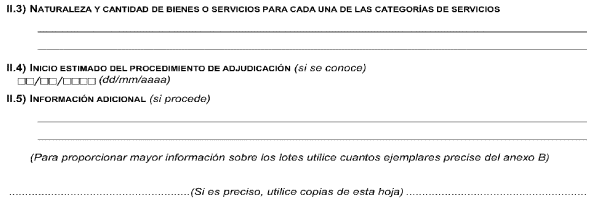 II.3) NATURALEZA Y CANTIDAD DE BIENES O SERVICIOS PARA CADA UNA DE LAS CATEGORÍAS DE SERVICIOS
II.4) INICIO ESTIMADO DEL PROCEDIMIENTO DE ADJUDICACIÓN (si se conoce)
□□/□□/□□□□ (dd/mm/aaaa)
II.5) INFORMACIÓN ADICIONAL (si procede)
(Para proporcionar mayor información sobre los lotes utilice cuantos ejemplares precise del anexo B)
..............................................(Si es preciso, utilice copias de esta hoja) ..............................................